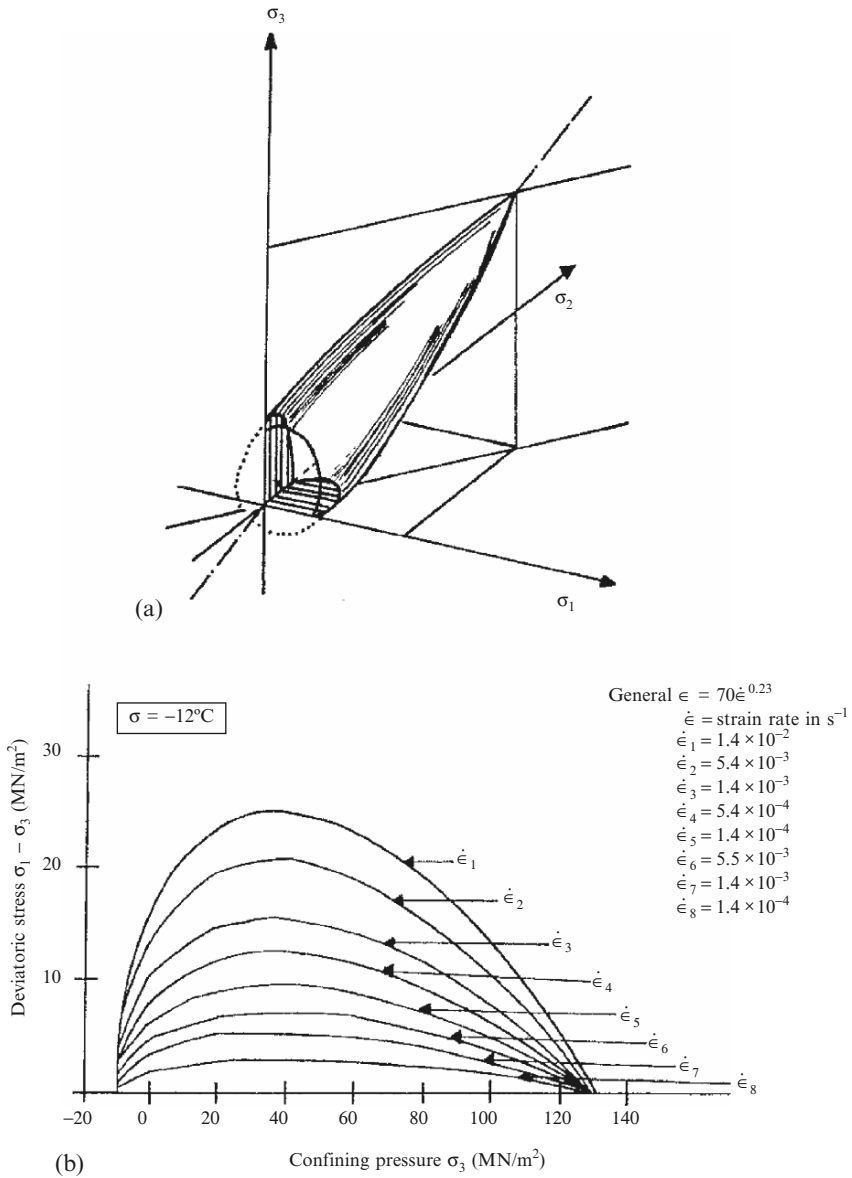 σ3
σ2
σ1
(a)
σ = −12ºC
General ∊ = 70∊̇^0.23
∊̇ = strain rate in s^−1
∊̇1 = 1.4 × 10^−2
∊̇2 = 5.4 × 10^−3
∊̇3 = 1.4 × 10^−3
∊̇4 = 5.4 × 10^−4
∊̇5 = 1.4 × 10^−4
∊̇6 = 5.5 × 10^−3
∊̇7 = 1.4 × 10^−3
∊̇8 = 1.4 × 10^−4
Deviatoric stress σ1 − σ3 (MN/m²)
30
20
10
∊̇1
∊̇2
∊̇3
∊̇4
∊̇5
∊̇6
∊̇7
∊̇8
−20 0 20 40 60 80 100 120 140
(b)
Confining pressure σ3 (MN/m²)